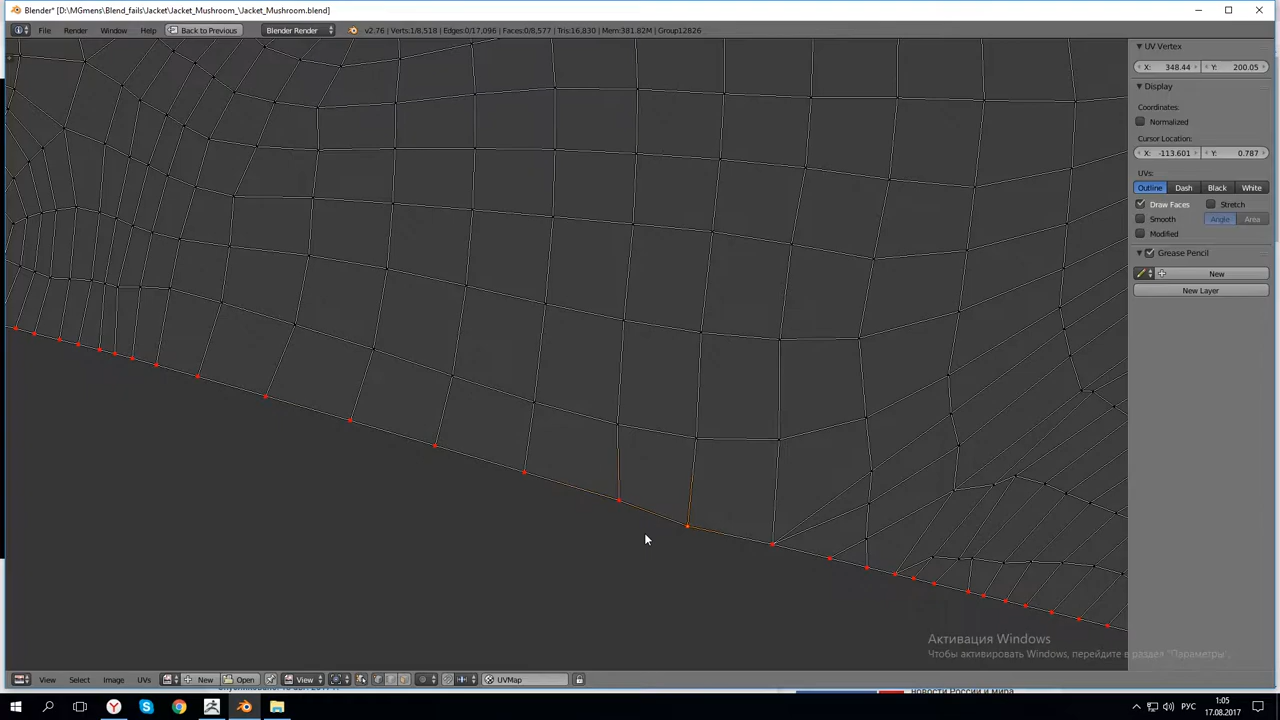 Blender* [D:\MGmens\Blend_fails\Jacket\Jacket_Mushroom_\Jacket_Mushroom.blend]
File Render Window Help Back to Previous Blender Render v2.76 | Verts:1/8,518 | Edges:0/17,096 | Faces:0/8,577 | Tris:16,830 | Mem:381.82M | Group12826
UV Vertex
X: 348.44 Y: 200.05
Display
Coordinates:
Normalized
Cursor Location:
X: -113.601 Y: 0.787
UVs:
Outline Dash Black White
Draw Faces Stretch
Smooth Angle Area
Modified
Grease Pencil
New
New Layer
Активация Windows
Чтобы активировать Windows, перейдите в раздел "Параметры".
View Select Image UVs New Open View UVMap
новости России и мира
1:05
РУС
17.08.2017